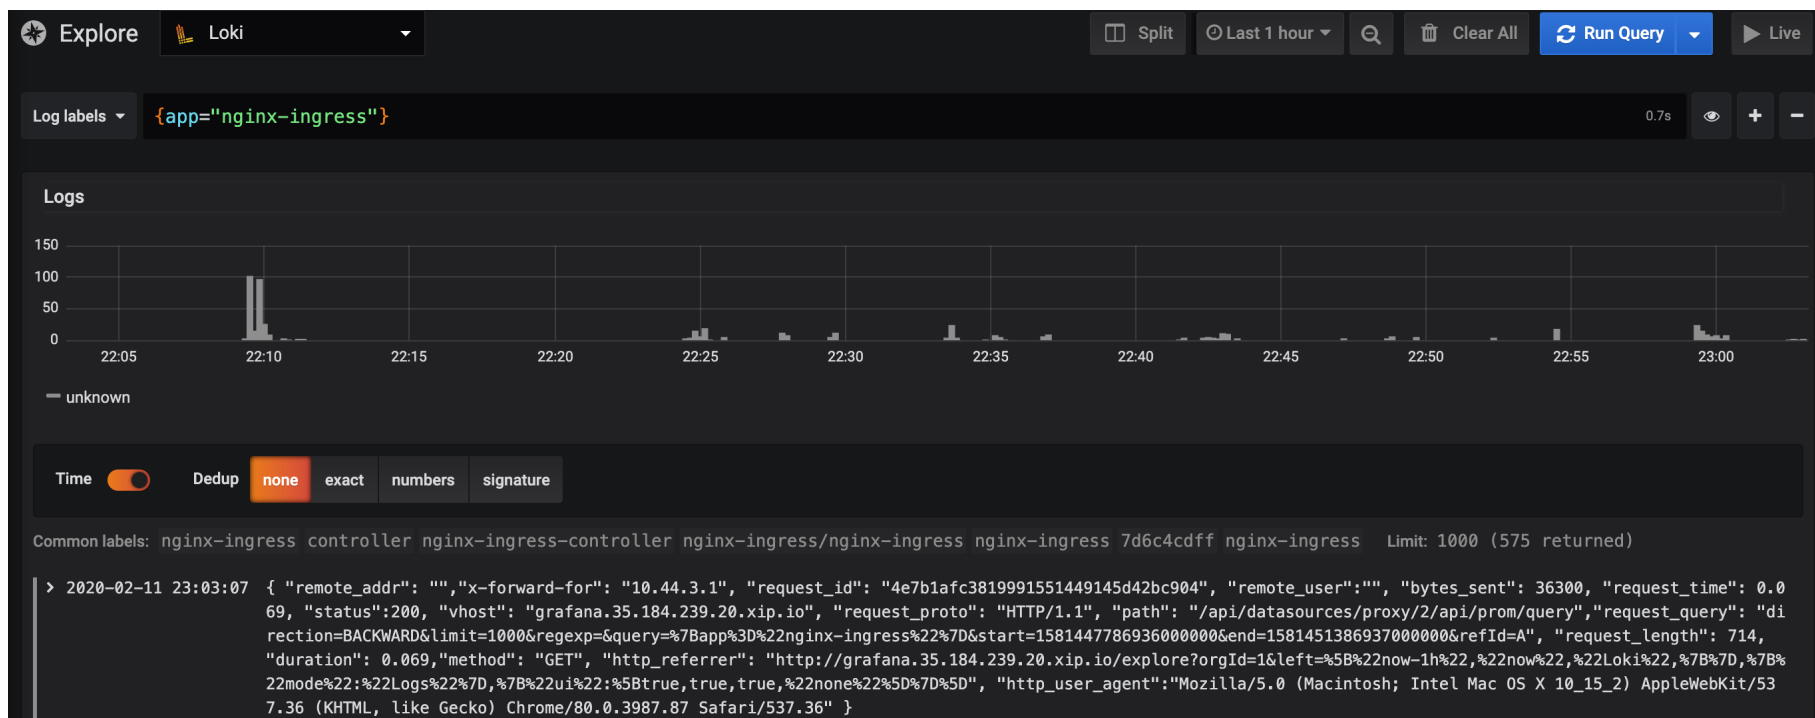 Explore Loki Split Last 1 hour Clear All Run Query Live
Log labels {app="nginx-ingress"} 0.7s
Logs
150
100
50
0
22:05 22:10 22:15 22:20 22:25 22:30 22:35 22:40 22:45 22:50 22:55 23:00
unknown
Time Dedup none exact numbers signature
Common labels: nginx-ingress controller nginx-ingress-controller nginx-ingress/nginx-ingress nginx-ingress 7d6c4cdff nginx-ingress Limit: 1000 (575 returned)
> 2020-02-11 23:03:07 { "remote_addr": "","x-forward-for": "10.44.3.1", "request_id": "4e7b1afc3819991551449145d42bc904", "remote_user":"", "bytes_sent": 36300, "request_time": 0.0
69, "status":200, "vhost": "grafana.35.184.239.20.xip.io", "request_proto": "HTTP/1.1", "path": "/api/datasources/proxy/2/api/prom/query","request_query": "di
rection=BACKWARD&limit=1000&regexp=&query=%7Bapp%3D%22nginx-ingress%22%7D&start=1581447786936000000&end=1581451386937000000&refId=A", "request_length": 714,
"duration": 0.069,"method": "GET", "http_referrer": "http://grafana.35.184.239.20.xip.io/explore?orgId=1&left=%5B%22now-1h%22,%22now%22,%22Loki%22,%7B%7D,%7B%
22mode%22:%22Logs%22%7D,%7B%22ui%22:%5Btrue,true,true,%22none%22%5D%7D%5D", "http_user_agent":"Mozilla/5.0 (Macintosh; Intel Mac OS X 10_15_2) AppleWebKit/53
7.36 (KHTML, like Gecko) Chrome/80.0.3987.87 Safari/537.36" }